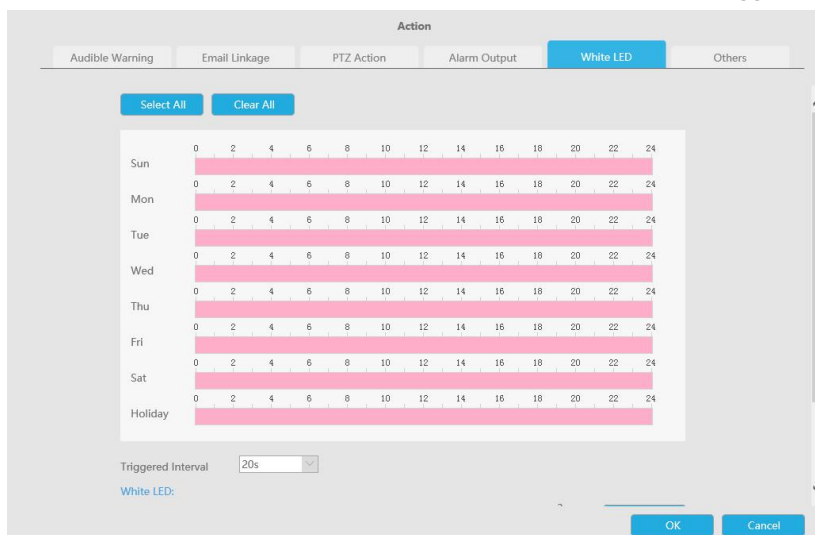 Action
Audible Warning Email Linkage PTZ Action Alarm Output White LED Others
Select All Clear All
0 2 4 6 8 10 12 14 16 18 20 22 24
Sun
0 2 4 6 8 10 12 14 16 18 20 22 24
Mon
0 2 4 6 8 10 12 14 16 18 20 22 24
Tue
0 2 4 6 8 10 12 14 16 18 20 22 24
Wed
0 2 4 6 8 10 12 14 16 18 20 22 24
Thu
0 2 4 6 8 10 12 14 16 18 20 22 24
Fri
0 2 4 6 8 10 12 14 16 18 20 22 24
Sat
0 2 4 6 8 10 12 14 16 18 20 22 24
Holiday
Triggered Interval 20s
White LED:
OK Cancel